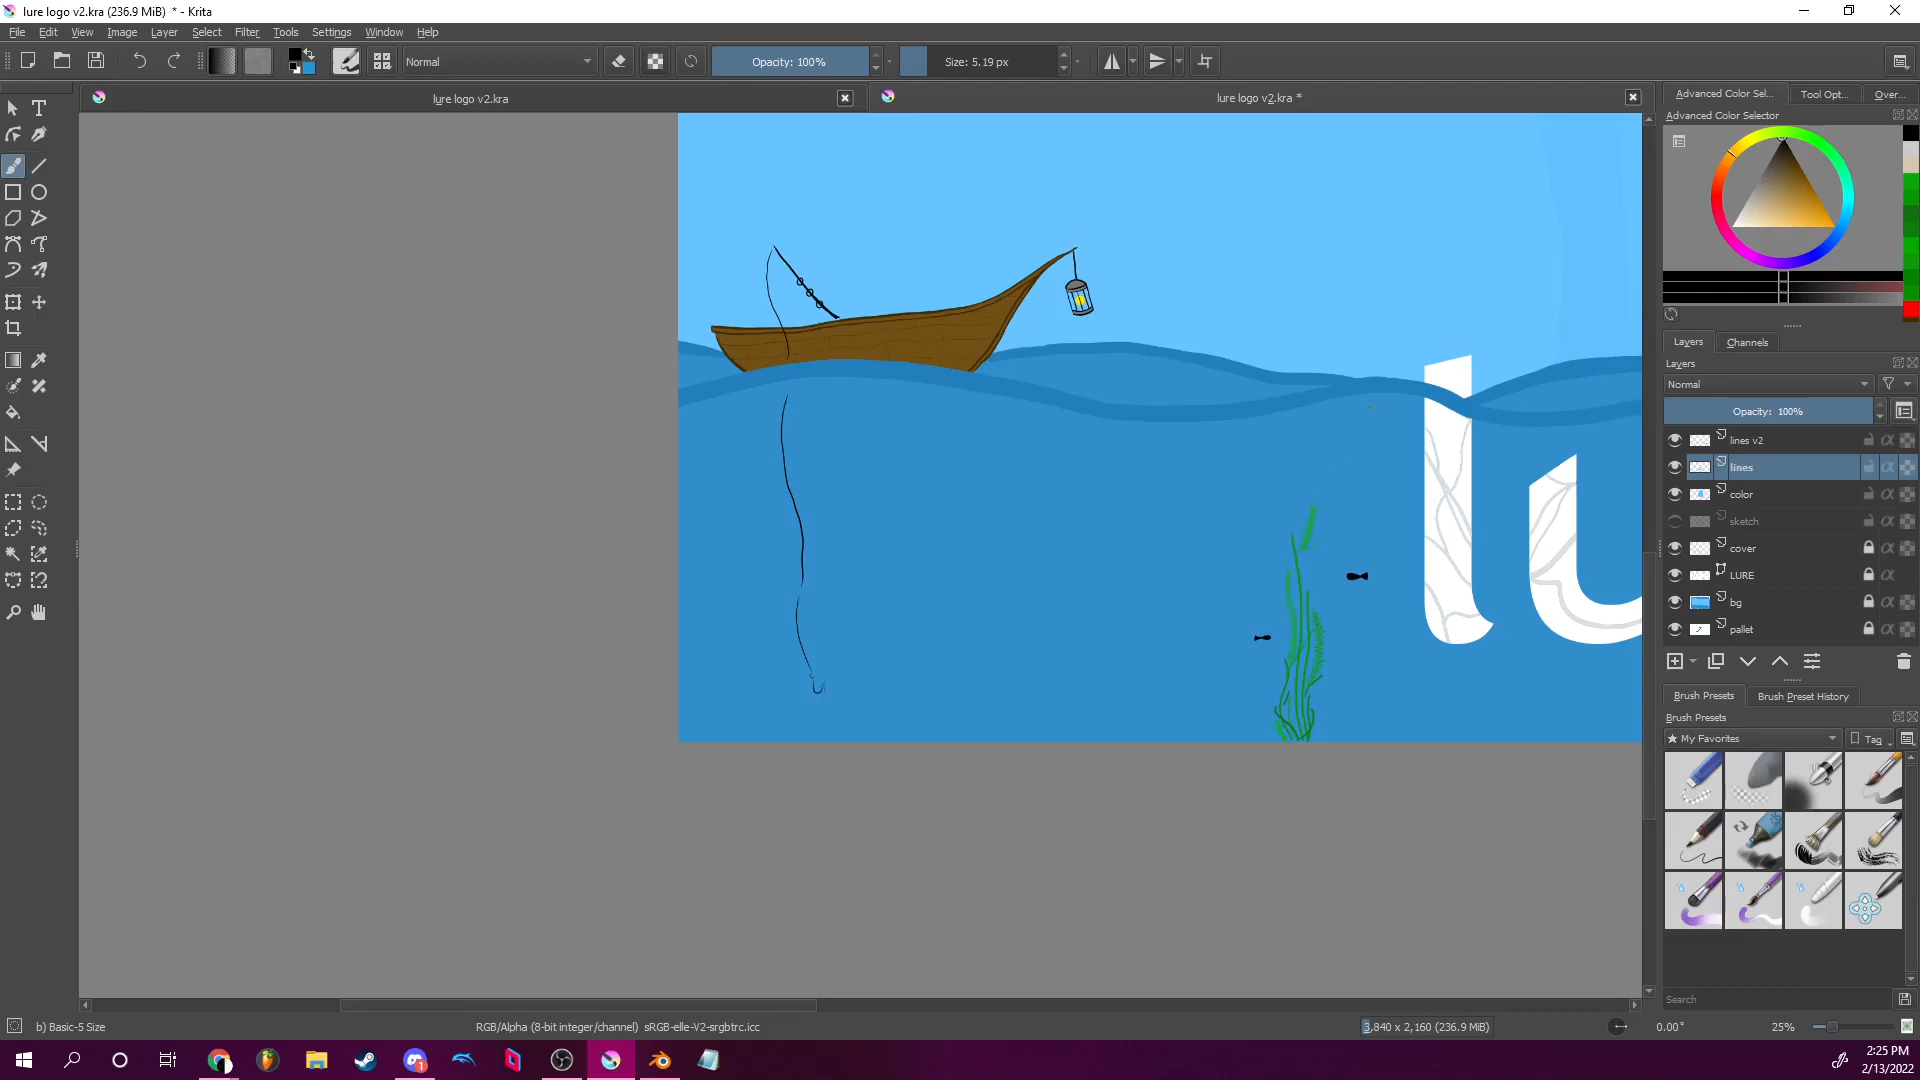 lure logo v2.kra (236.9 MiB) * - Krita
File Edit View Image Layer Select Filter Tools Settings Window Help
Normal
Opacity: 100%
Size: 5.19 px
lure logo v2.kra
lure logo v2.kra *
Advanced Color Sel...
Tool Opt...
Over...
Advanced Color Selector
Layers
Channels
Layers
Normal
Opacity: 100%
lines v2
lines
color
sketch
cover
LURE
bg
pallet
lu
Brush Presets
Brush Preset History
Brush Presets
★ My Favorites
Tag
Search
b) Basic-5 Size
RGB/Alpha (8-bit integer/channel) sRGB-elle-V2-srgbtrc.icc
3,840 x 2,160 (236.9 MiB)
0.00°
25%
1
2:25 PM
2/13/2022